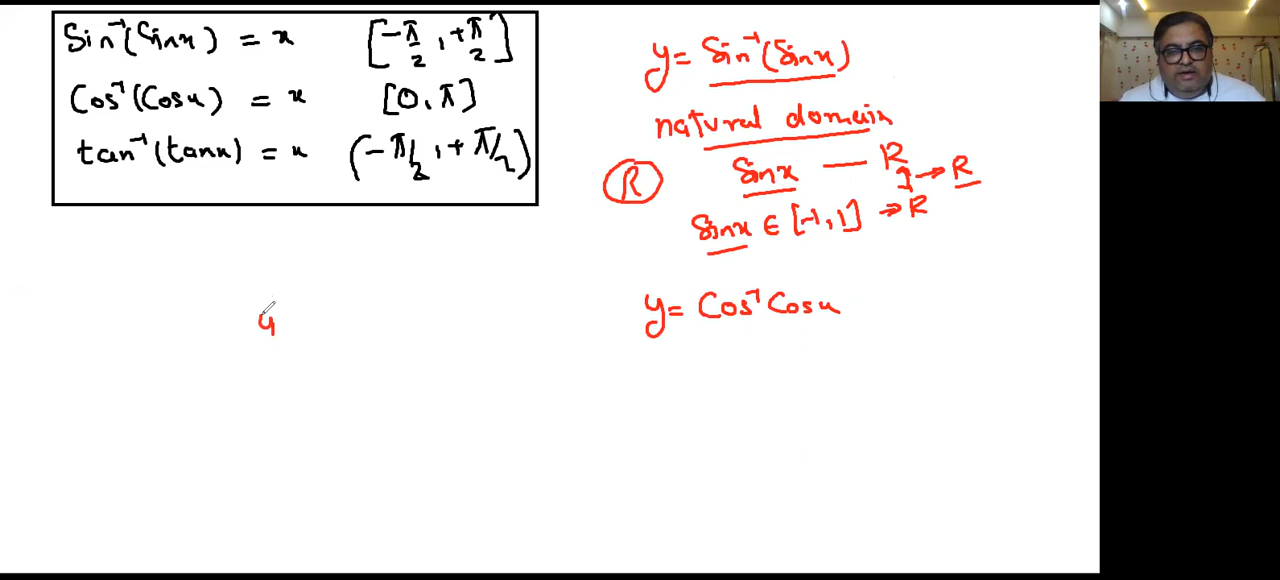 Sin⁻¹(Sinx) = x [-π/2, +π/2]
Cos⁻¹(Cosx) = x [0, π]
tan⁻¹(tanx) = x (-π/2, +π/2)
y = Sin⁻¹(Sinx)
natural domain
R Sinx — R → R
Sinx ∈ [-1, 1] → R
y = Cos⁻¹Cosx